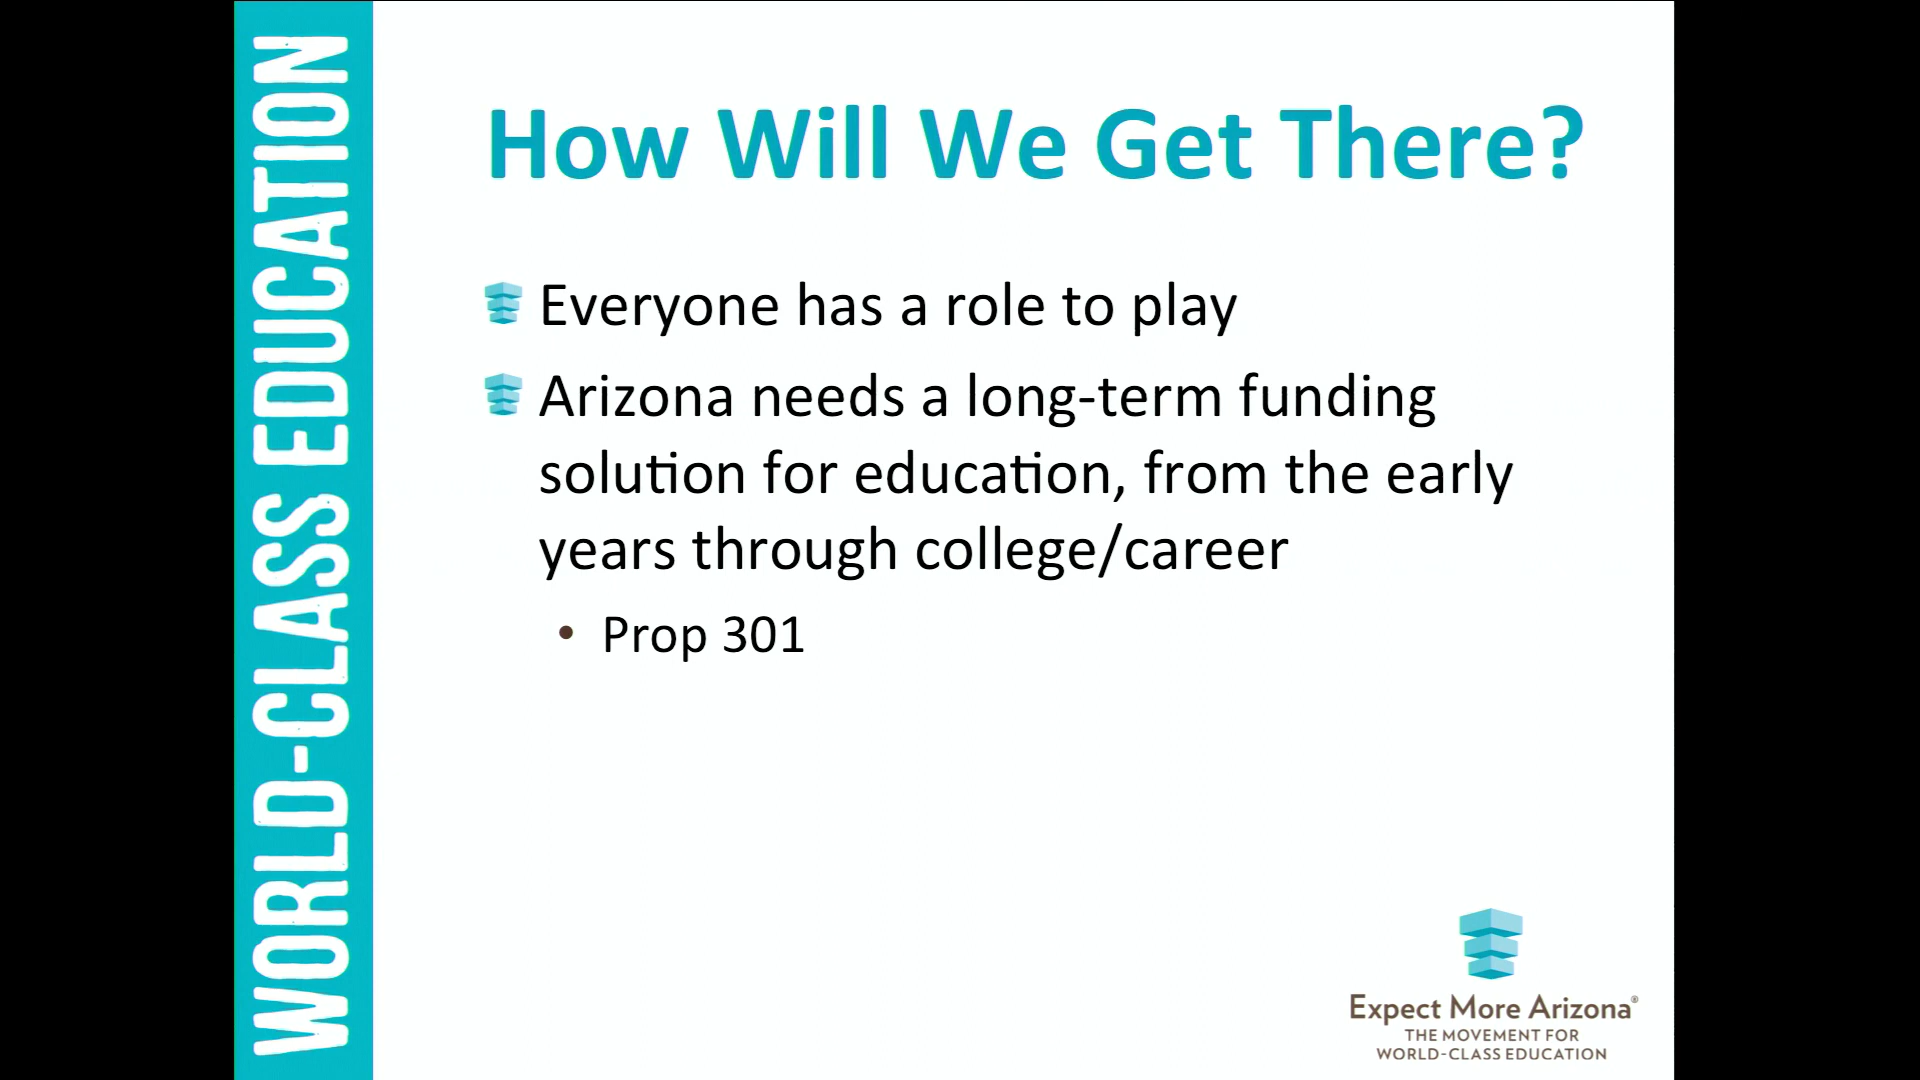 WORLD-CLASS EDUCATION
How Will We Get There?
Everyone has a role to play
Arizona needs a long-term funding
solution for education, from the early
years through college/career
• Prop 301
Expect More Arizona®
THE MOVEMENT FOR
WORLD-CLASS EDUCATION